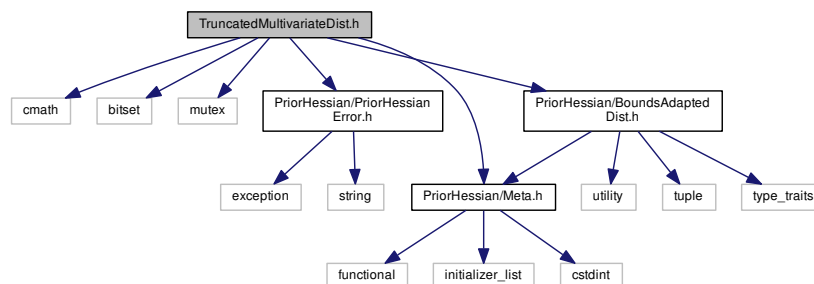 TruncatedMultivariateDist.h
cmath
bitset
mutex
PriorHessian/PriorHessian
Error.h
PriorHessian/BoundsAdapted
Dist.h
exception
string
PriorHessian/Meta.h
utility
tuple
type_traits
functional
initializer_list
cstdint